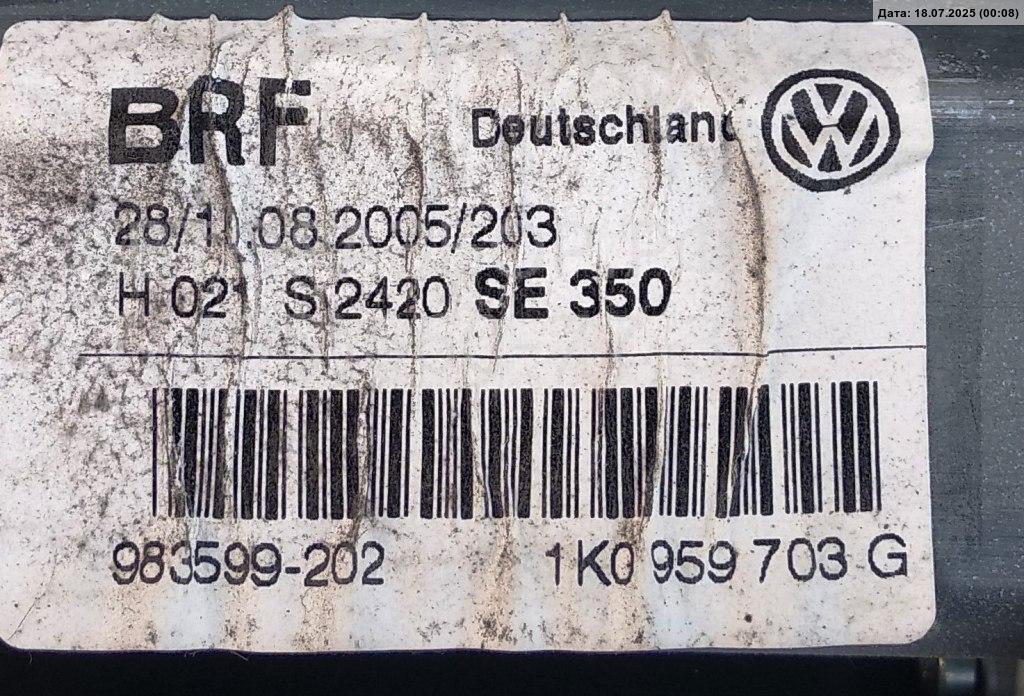 Дата: 18.07.2025 (00:08)
BRF Deutschland
28/10.08.2005/203
H 021 S 2420 SE 350
983599-202 1K0 959 703 G